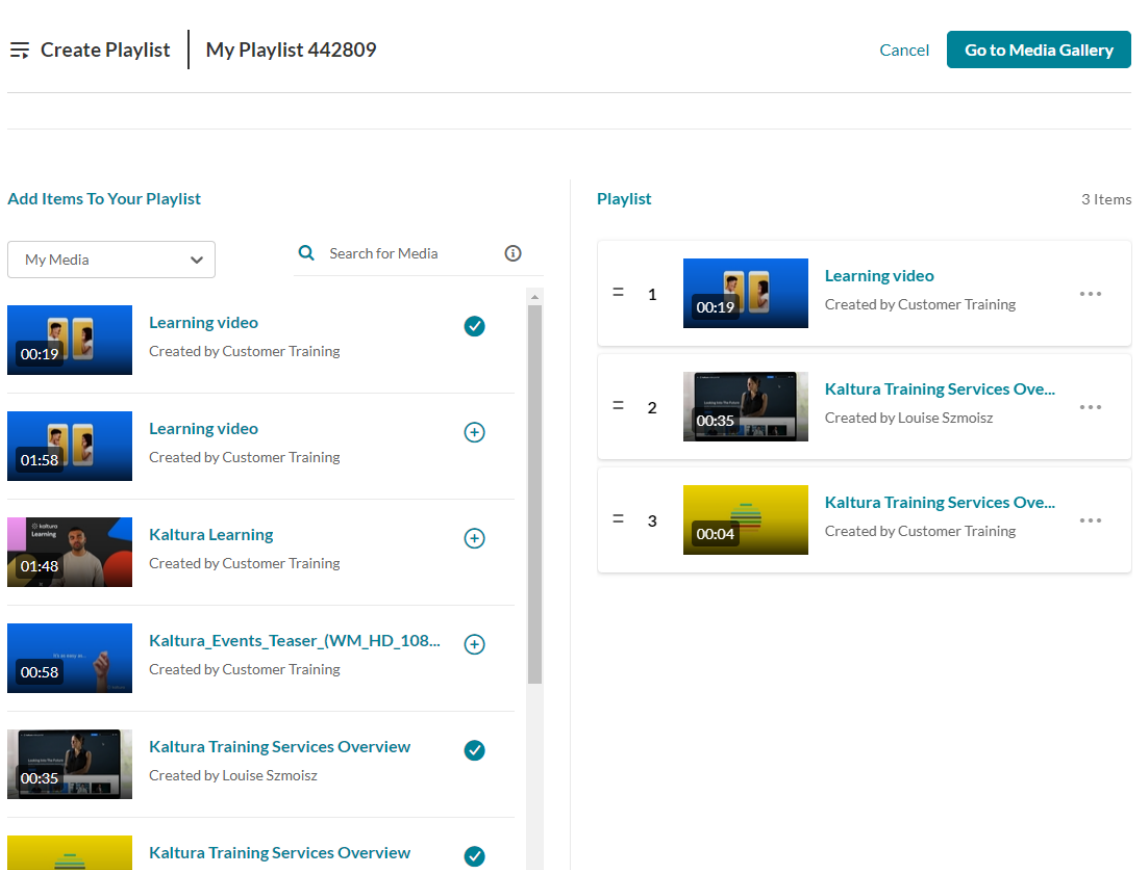 Create Playlist
My Playlist 442809
Cancel
Go to Media Gallery
Add Items To Your Playlist
My Media
Search for Media
00:19
Learning video
Created by Customer Training
01:58
Learning video
Created by Customer Training
kaltura
Learning
01:48
Kaltura Learning
Created by Customer Training
00:58
Kaltura_Events_Teaser_(WM_HD_108...
Created by Customer Training
00:35
Kaltura Training Services Overview
Created by Louise Szmoisz
Kaltura Training Services Overview
Playlist
3 Items
1
00:19
Learning video
Created by Customer Training
2
00:35
Kaltura Training Services Ove...
Created by Louise Szmoisz
3
00:04
Kaltura Training Services Ove...
Created by Customer Training